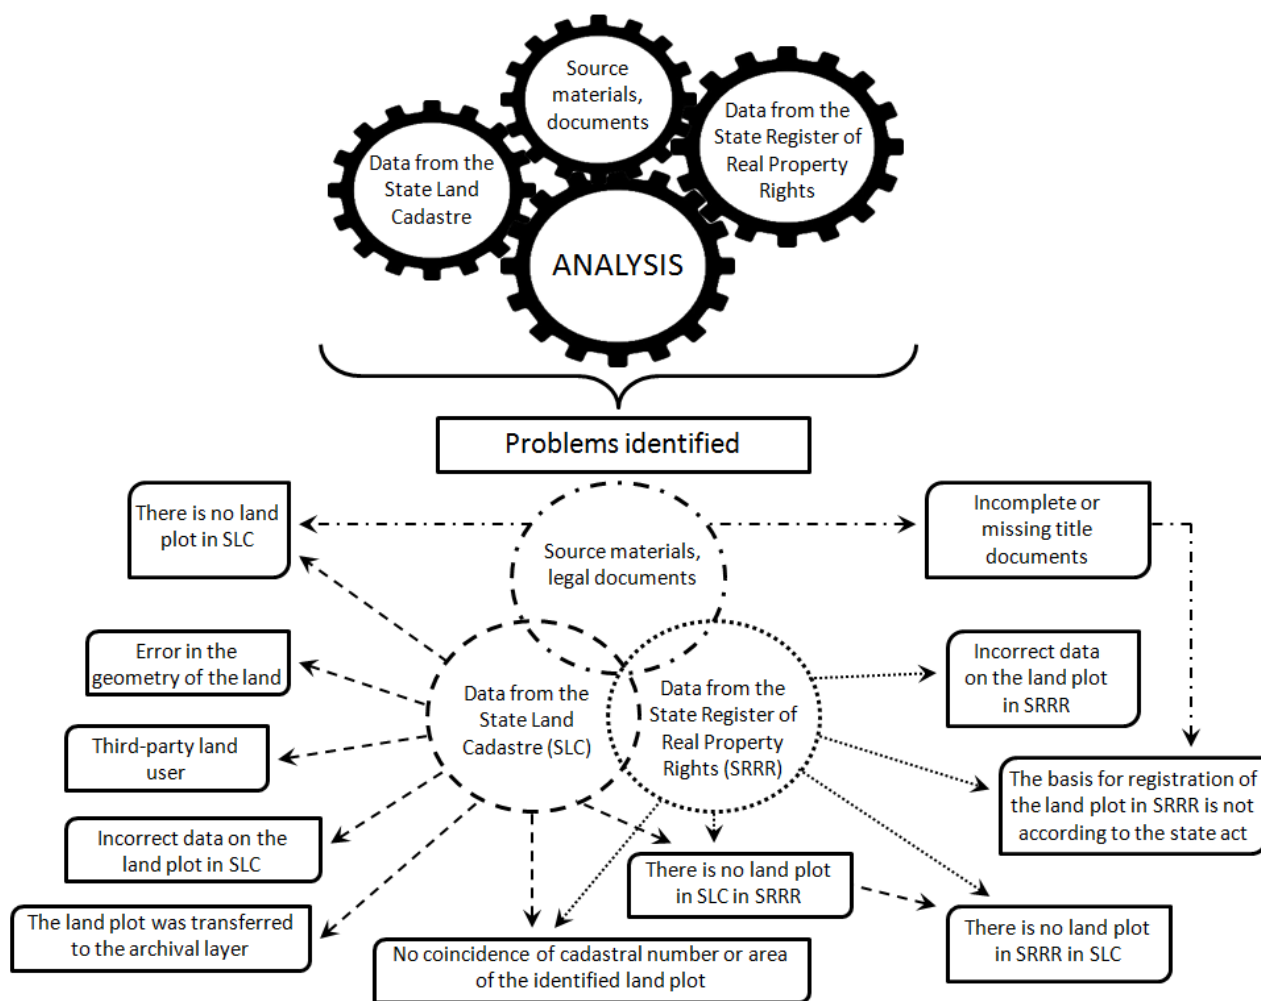 Source
materials,
documents
Data from the
State Register of
Real Property
Rights
Data from the
State Land
Cadastre
ANALYSIS
Problems identified
There is no land
plot in SLC
Source materials,
legal documents
Incomplete or
missing title
documents
Error in the
geometry of the land
Data from the
State Land
Cadastre (SLC)
Data from the
State Register of
Real Property
Rights (SRRR)
Incorrect data
on the land plot
in SRRR
Third-party land
user
The basis for registration of
the land plot in SRRR is not
according to the state act
Incorrect data on the
land plot in SLC
There is no land plot
in SLC in SRRR
The land plot was transferred
to the archival layer
There is no land plot
in SRRR in SLC
No coincidence of cadastral number or area
of the identified land plot